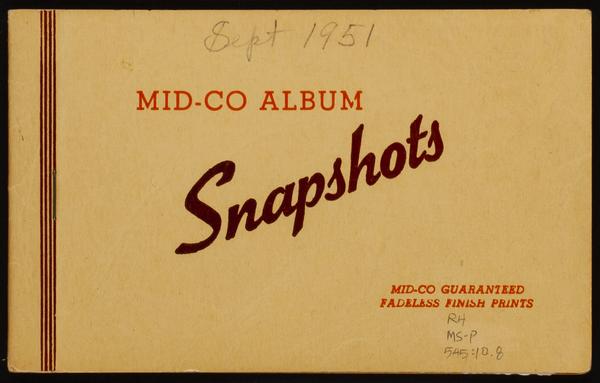 Sept 1951
MID-CO ALBUM
Snapshots
MID-CO GUARANTEED
FADELESS FINISH PRINTS
RH
MS-P
545:10.8